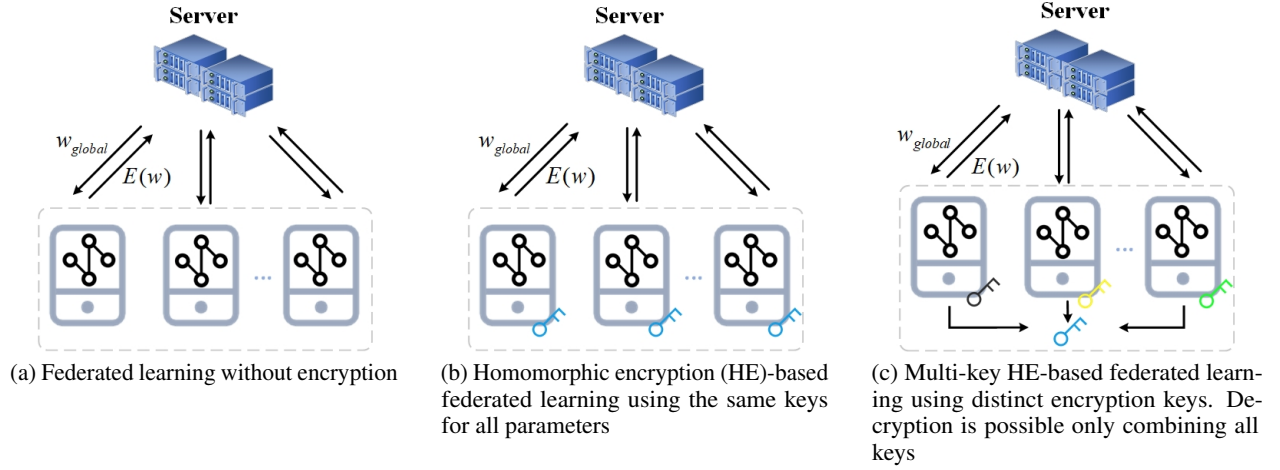 Server
w_global
E(w)
...
(a) Federated learning without encryption
Server
w_global
E(w)
...
(b) Homomorphic encryption (HE)-based
federated learning using the same keys
for all parameters
Server
w_global
E(w)
...
(c) Multi-key HE-based federated learn-
ing using distinct encryption keys. De-
cryption is possible only combining all
keys